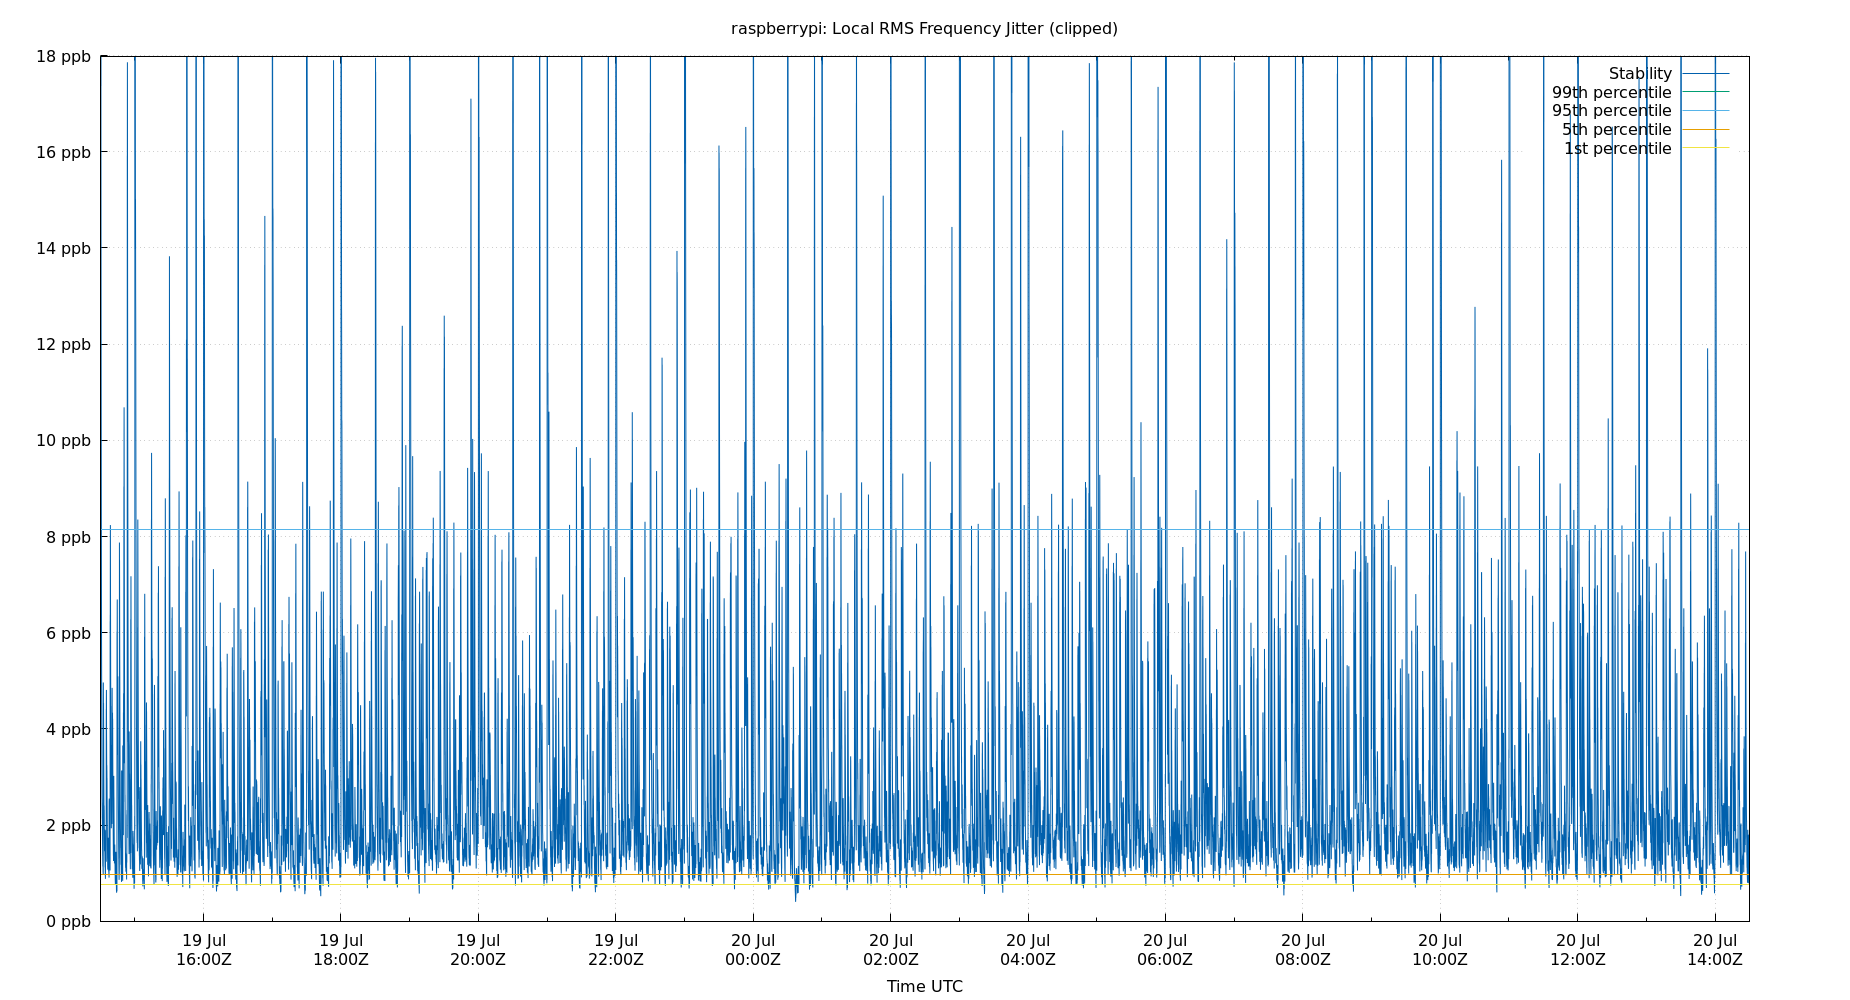 raspberrypi: Local RMS Frequency Jitter (clipped)
18 ppb
16 ppb
14 ppb
12 ppb
10 ppb
8 ppb
6 ppb
4 ppb
2 ppb
0 ppb
Stability
99th percentile
95th percentile
5th percentile
1st percentile
19 Jul 19 Jul 19 Jul 19 Jul 20 Jul 20 Jul 20 Jul 20 Jul 20 Jul 20 Jul 20 Jul 20 Jul
16:00Z 18:00Z 20:00Z 22:00Z 00:00Z 02:00Z 04:00Z 06:00Z 08:00Z 10:00Z 12:00Z 14:00Z
Time UTC